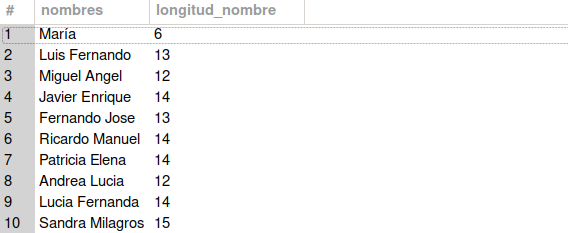 # nombres longitud_nombre
1 María 6
2 Luis Fernando 13
3 Miguel Angel 12
4 Javier Enrique 14
5 Fernando Jose 13
6 Ricardo Manuel 14
7 Patricia Elena 14
8 Andrea Lucia 12
9 Lucia Fernanda 14
10 Sandra Milagros 15